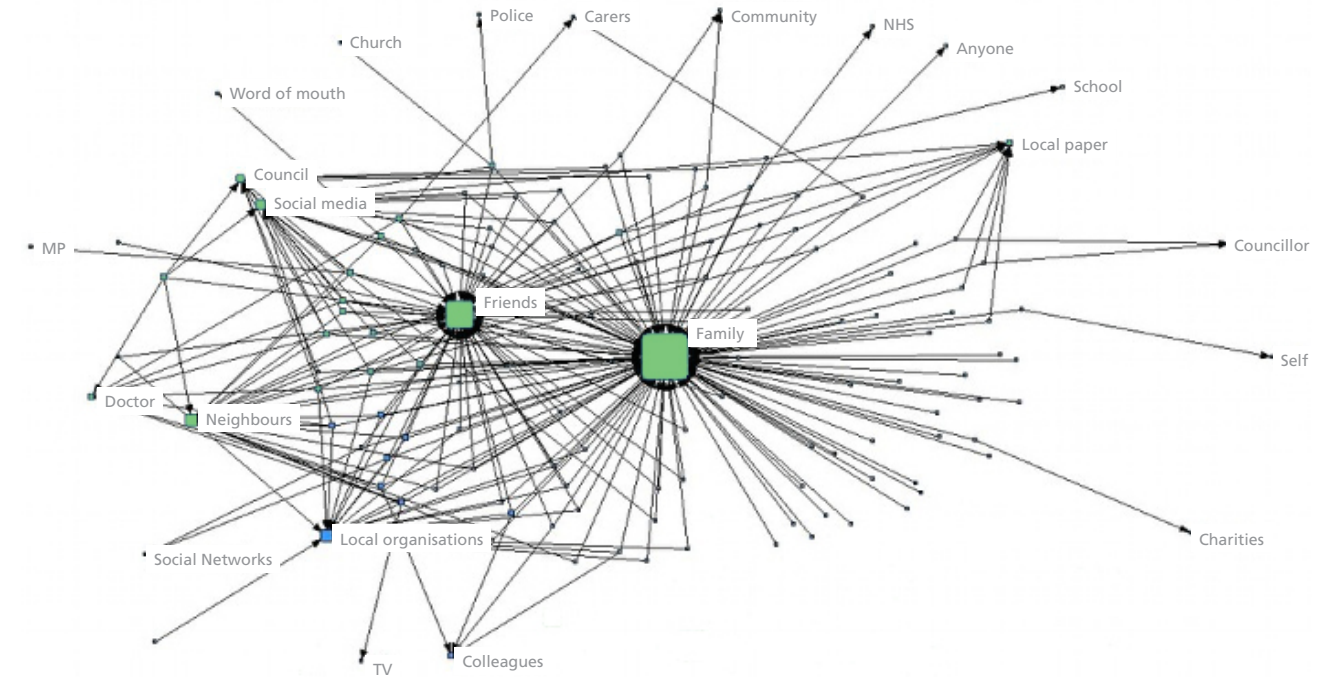 Police
Carers
Community
NHS
Church
Anyone
School
Word of mouth
Local paper
Council
Social media
MP
Councillor
Friends
Family
Self
Doctor
Neighbours
Local organisations
Charities
Social Networks
Colleagues
TV